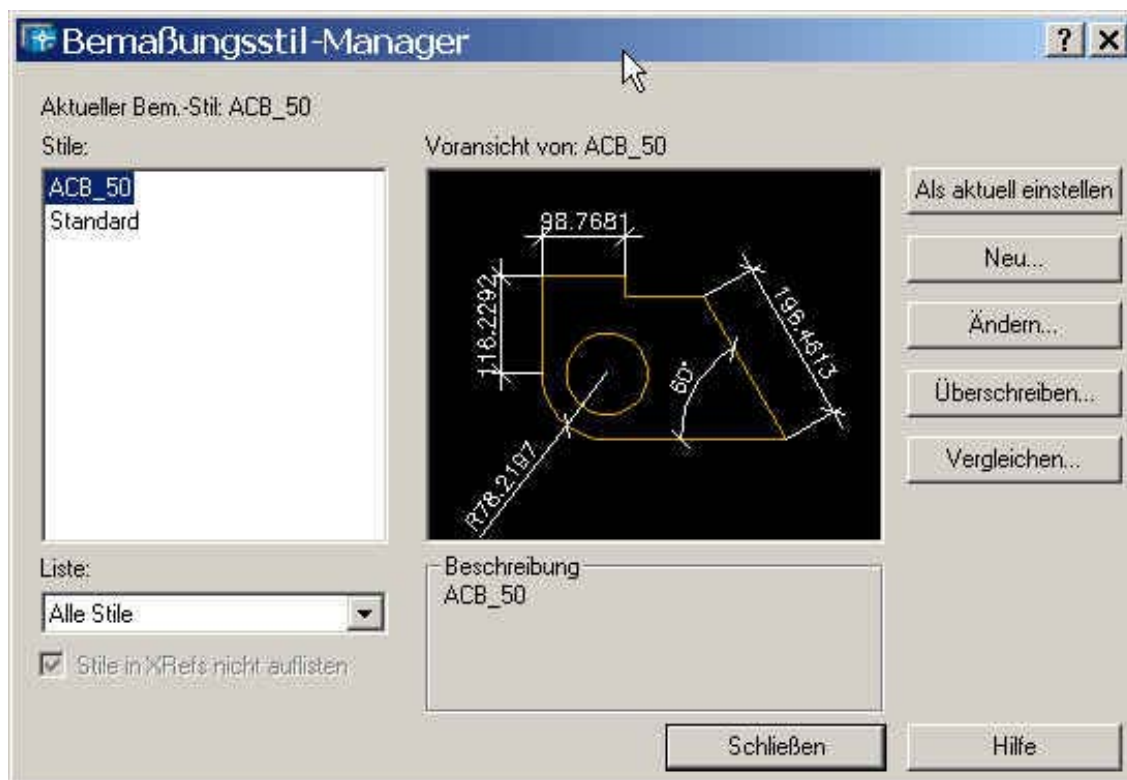 Bemaßungsstil-Manager
Aktueller Bem.-Stil: ACB_50
Stile:
ACB_50
Standard
Voransicht von: ACB_50
98.7681
118.2292
196.4613
60°
R78.2197
Als aktuell einstellen
Neu...
Ändern...
Überschreiben...
Vergleichen...
Liste:
Alle Stile
Stile in XRefs nicht auflisten
Beschreibung
ACB_50
Schließen
Hilfe